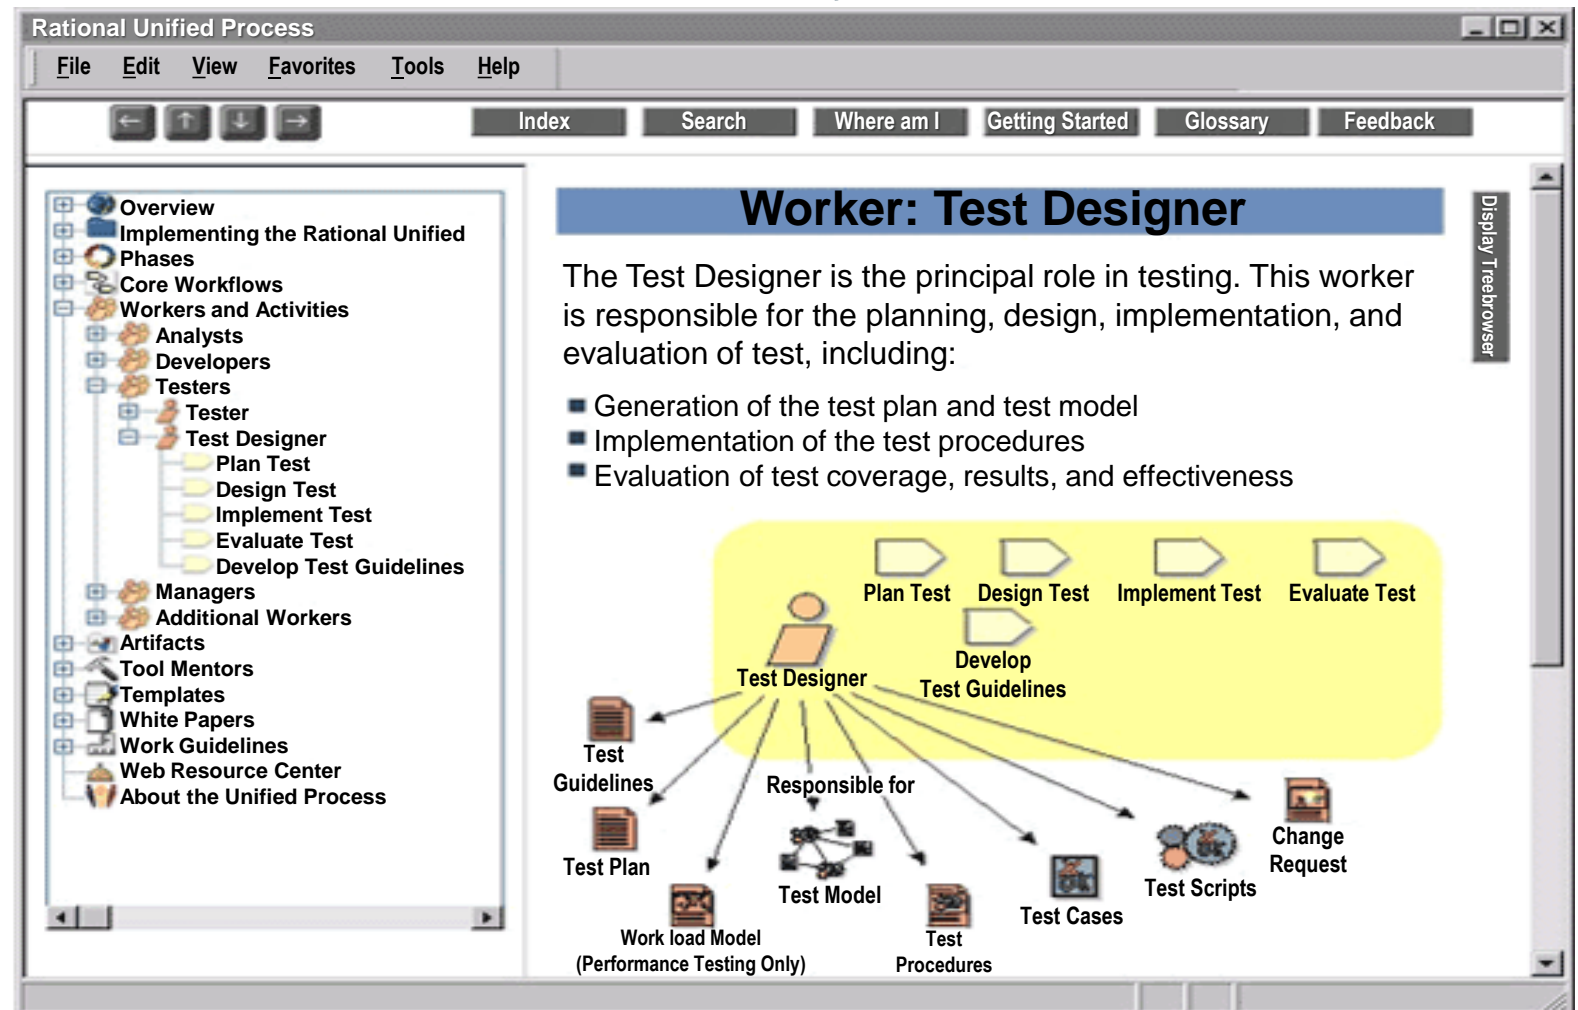 Rational Unified Process
File Edit View Favorites Tools Help
Index Search Where am I Getting Started Glossary Feedback
Overview
Implementing the Rational Unified
Phases
Core Workflows
Workers and Activities
Analysts
Developers
Testers
Tester
Test Designer
Plan Test
Design Test
Implement Test
Evaluate Test
Develop Test Guidelines
Managers
Additional Workers
Artifacts
Tool Mentors
Templates
White Papers
Work Guidelines
Web Resource Center
About the Unified Process
Worker: Test Designer
Display Treebrowser
The Test Designer is the principal role in testing. This worker
is responsible for the planning, design, implementation, and
evaluation of test, including:
Generation of the test plan and test model
Implementation of the test procedures
Evaluation of test coverage, results, and effectiveness
Plan Test Design Test Implement Test Evaluate Test
Develop
Test Guidelines
Test Designer
Test
Guidelines
Responsible for
Test Plan
Change
Request
Test Model
Test Scripts
Test Cases
Work load Model
(Performance Testing Only)
Test
Procedures